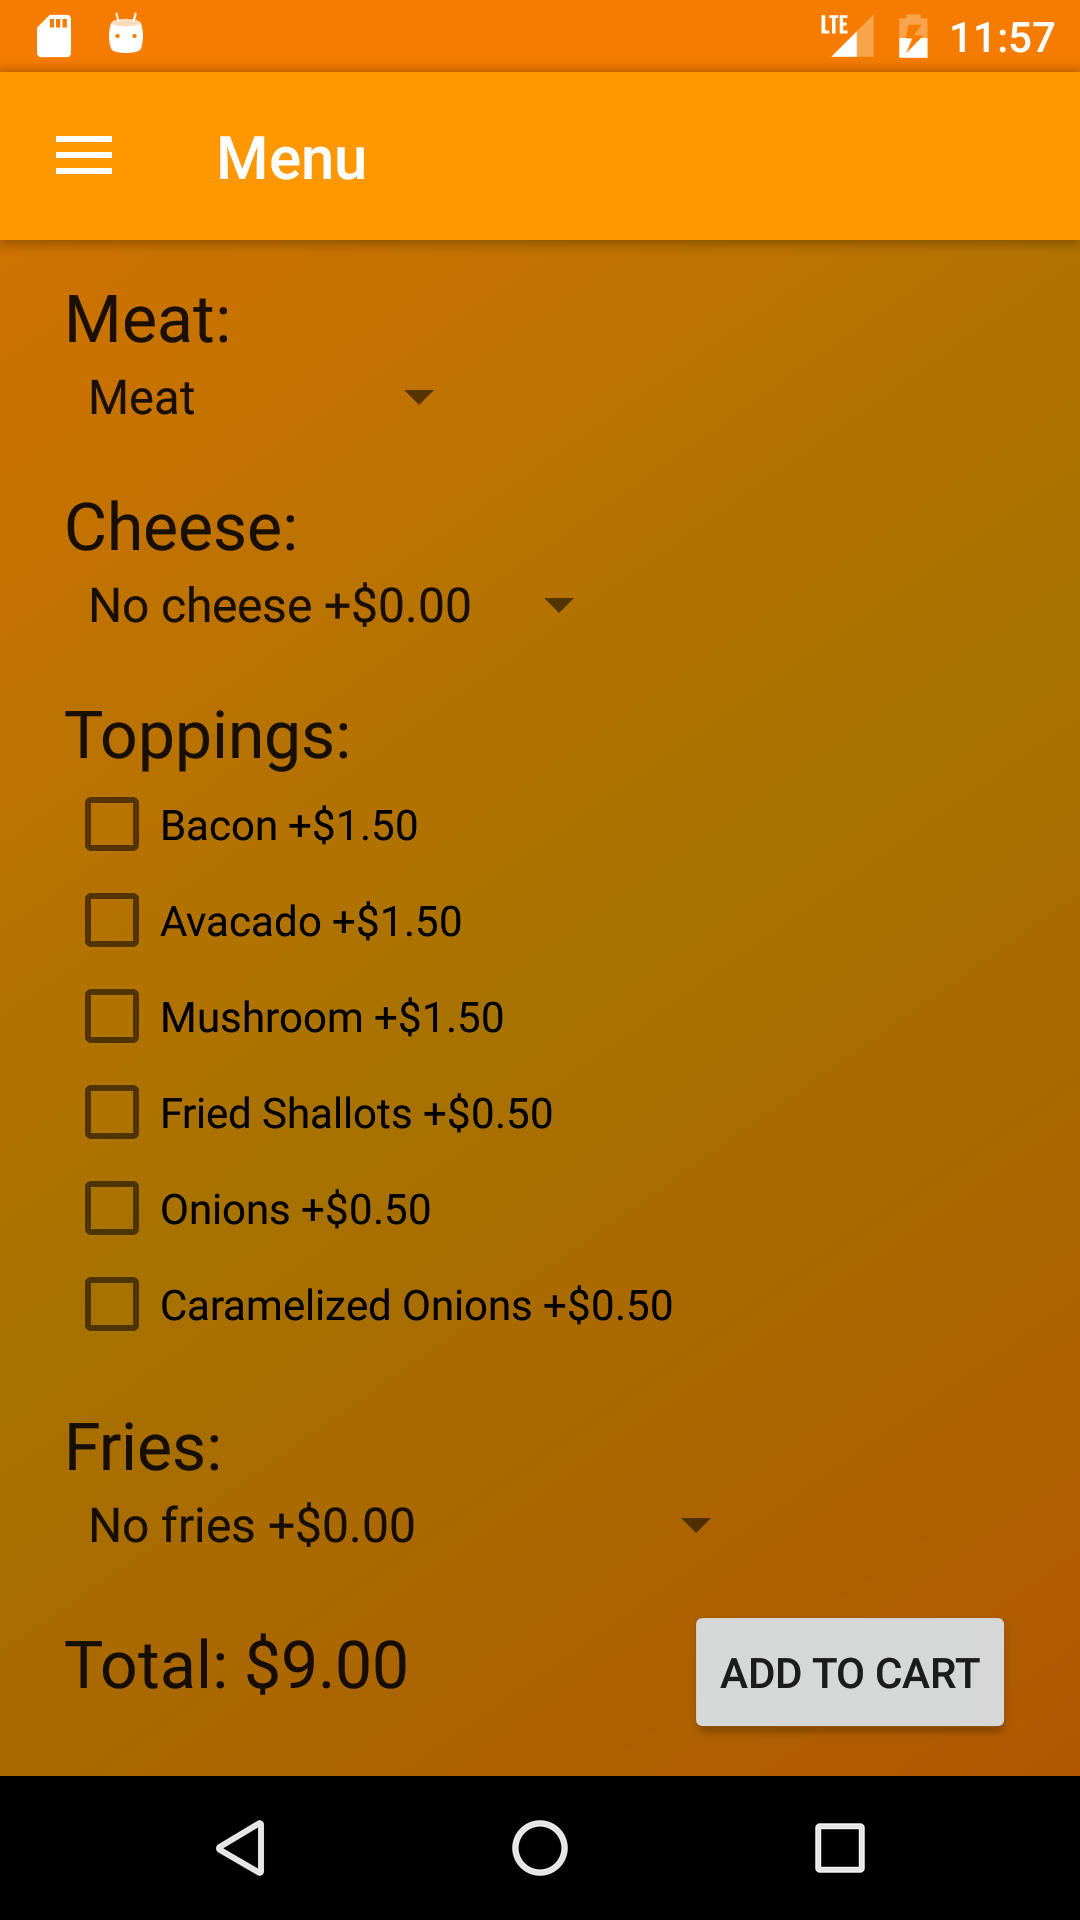 LTE 11:57
Menu
Meat:
Meat
Cheese:
No cheese +$0.00
Toppings:
Bacon +$1.50
Avacado +$1.50
Mushroom +$1.50
Fried Shallots +$0.50
Onions +$0.50
Caramelized Onions +$0.50
Fries:
No fries +$0.00
Total: $9.00
ADD TO CART